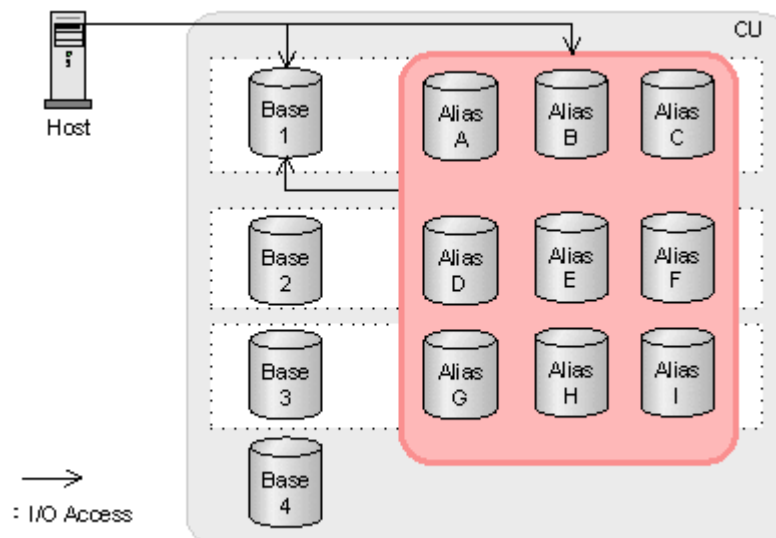 CU
Host
Base
1
Alias
A
Alias
B
Alias
C
Base
2
Alias
D
Alias
E
Alias
F
Base
3
Alias
G
Alias
H
Alias
I
Base
4
: I/O Access